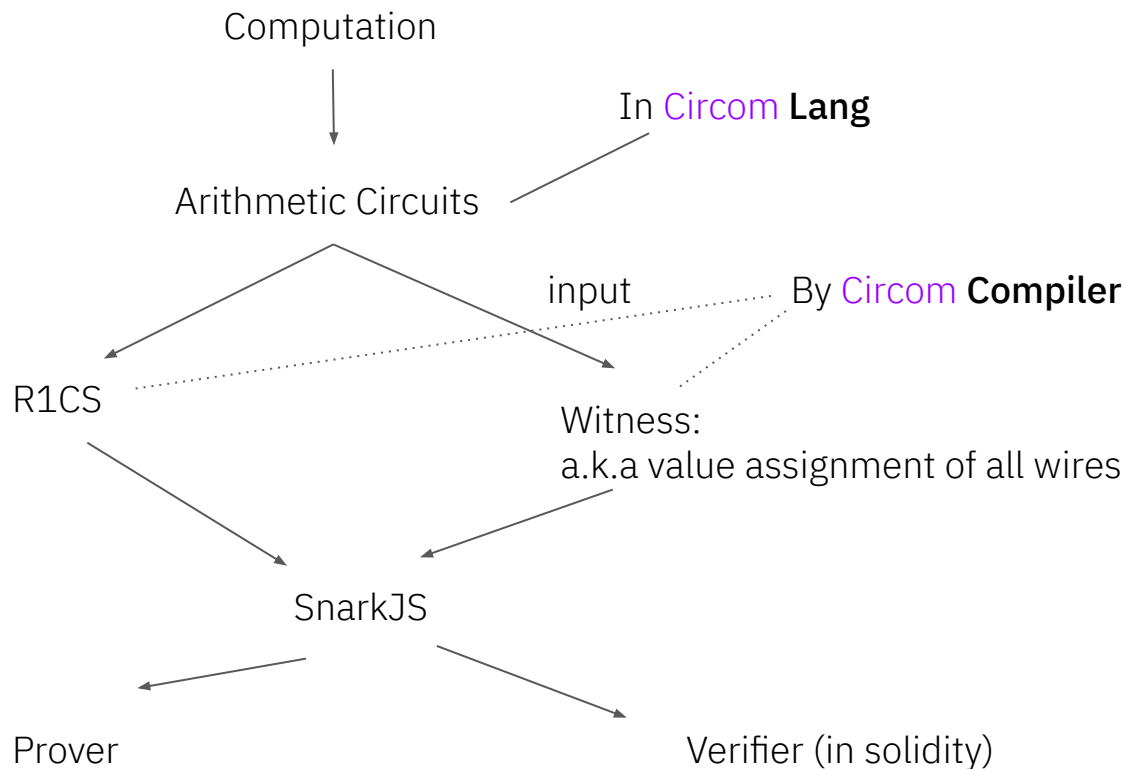 Computation
In Circom Lang
Arithmetic Circuits
input
By Circom Compiler
R1CS
Witness:
a.k.a value assignment of all wires
SnarkJS
Prover
Verifier (in solidity)